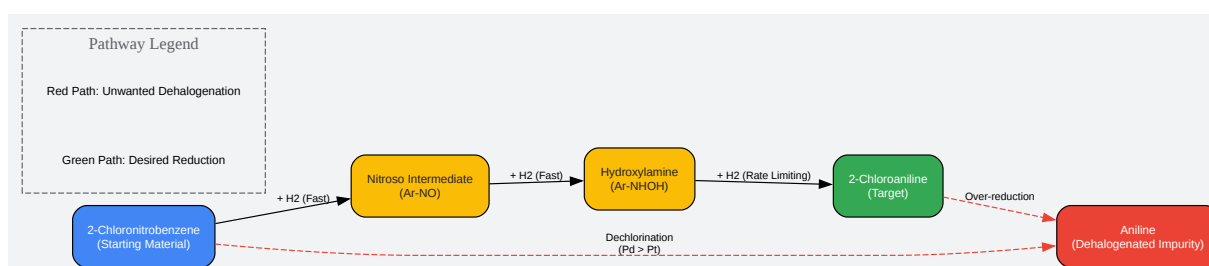 Pathway Legend
Red Path: Unwanted Dehalogenation
Green Path: Desired Reduction
2-Chloronitrobenzene
(Starting Material)
+ H2 (Fast)
Nitroso Intermediate
(Ar-NO)
+ H2 (Fast)
Hydroxylamine
(Ar-NHOH)
+ H2 (Rate Limiting)
2-Chloroaniline
(Target)
Over-reduction
Dechlorination
(Pd > Pt)
Aniline
(Dehalogenated Impurity)